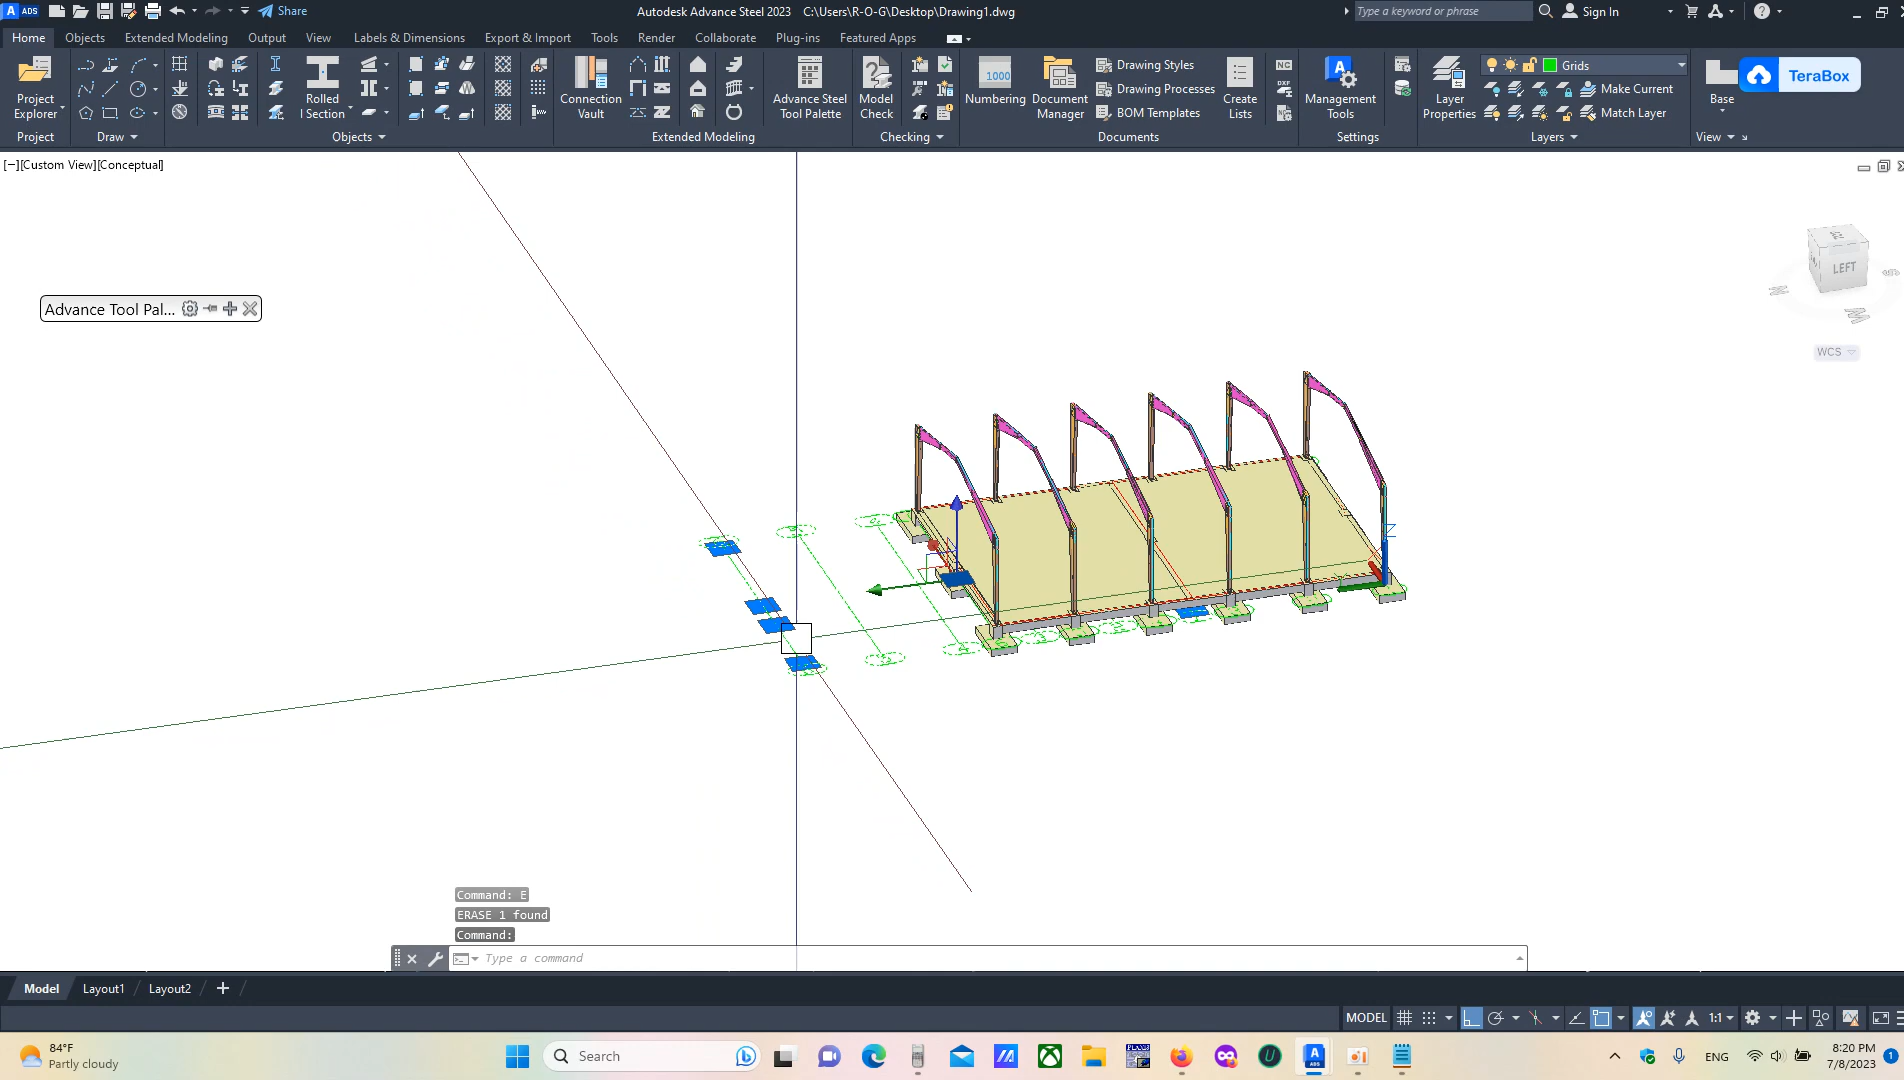 A ADS
Share
Autodesk Advance Steel 2023 C:\Users\R-O-G\Desktop\Drawing1.dwg
Type a keyword or phrase
Sign In
Home
Objects
Extended Modeling
Output
View
Labels & Dimensions
Export & Import
Tools
Render
Collaborate
Plug-ins
Featured Apps
Project Explorer
Rolled I Section
Connection Vault
Advance Steel Tool Palette
Model Check
1000
Numbering
Document Manager
Drawing Styles
Drawing Processes
BOM Templates
Create Lists
NC
DXF
Management Tools
Layer Properties
Grids
Make Current
Match Layer
Base
TeraBox
Project
Draw
Objects
Extended Modeling
Checking
Documents
Settings
Layers
View
[−][Custom View][Conceptual]
Advance Tool Pal...
LEFT
N
S
W
WCS
Z
Command: E
ERASE 1 found
Command:
Type a command
Model
Layout1
Layout2
MODEL
1:1
84°F
Partly cloudy
Search
ENG
8:20 PM
7/8/2023
1